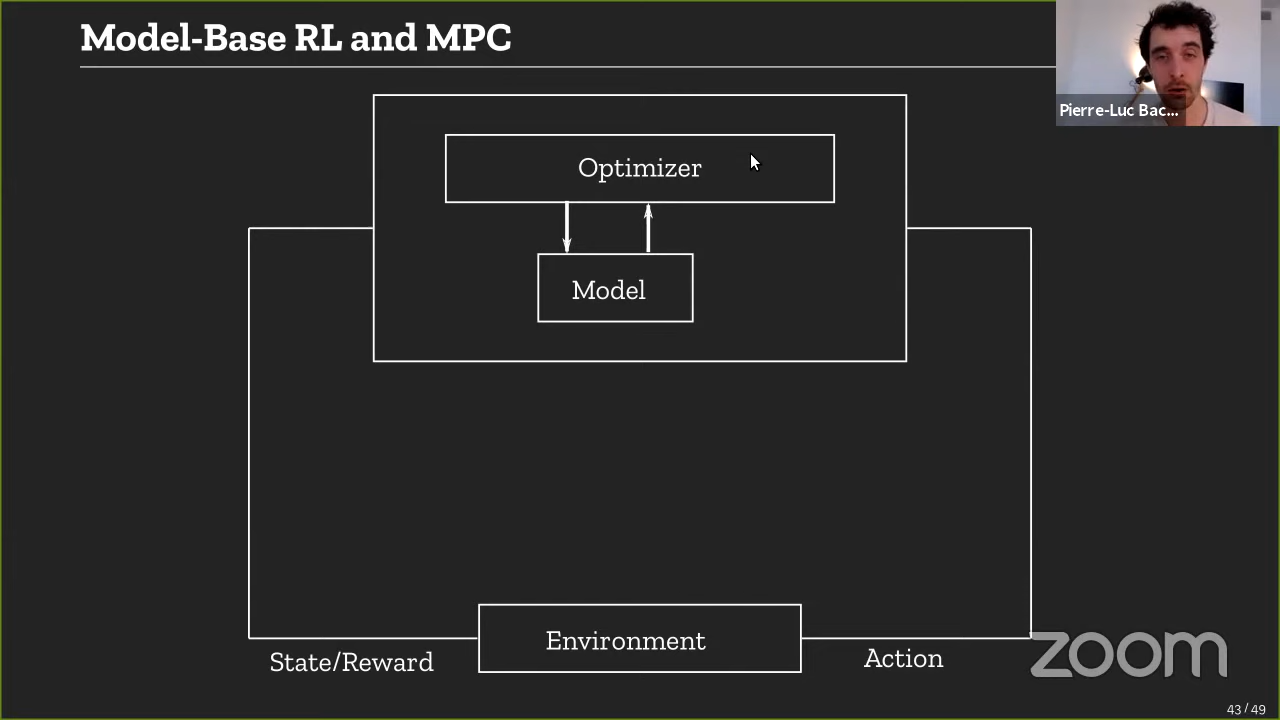 Model-Base RL and MPC
Pierre-Luc Bac...
Optimizer
Model
Environment
State/Reward
Action
zoom
43 / 49